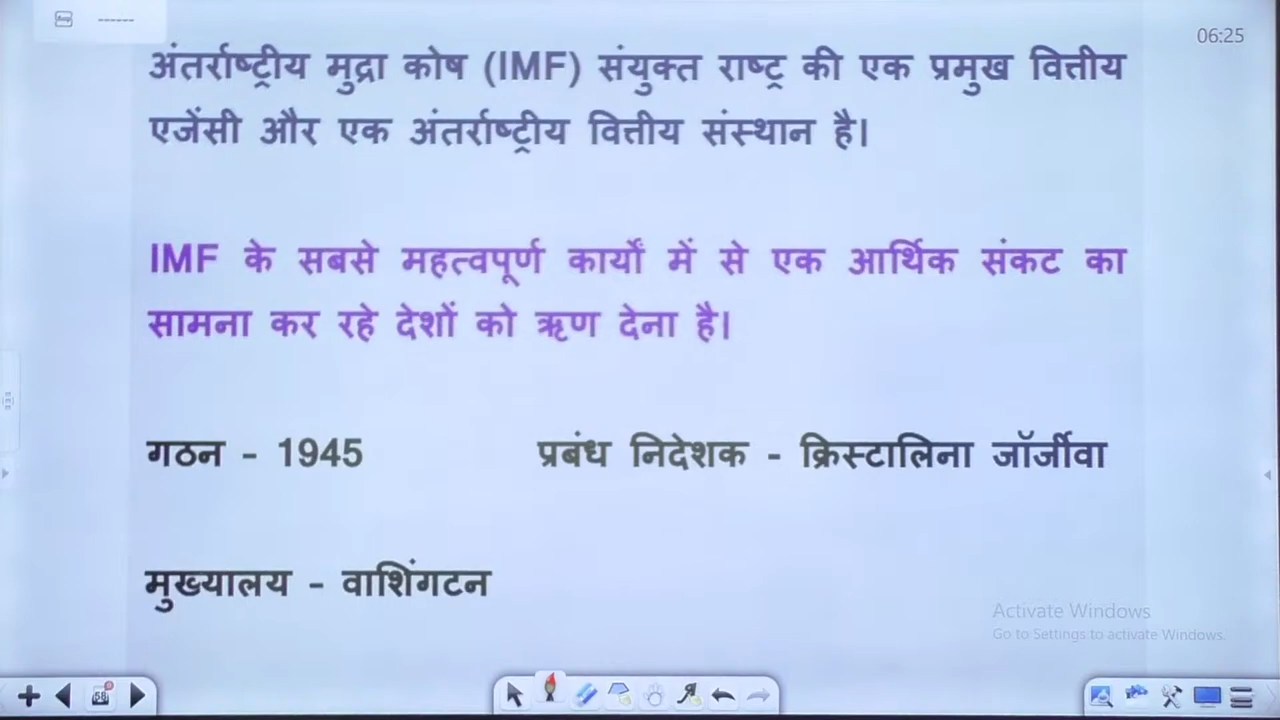 06:25
अंतर्राष्ट्रीय मुद्रा कोष (IMF) संयुक्त राष्ट्र की एक प्रमुख वित्तीय
एजेंसी और एक अंतर्राष्ट्रीय वित्तीय संस्थान है।
IMF के सबसे महत्वपूर्ण कार्यों में से एक आर्थिक संकट का
सामना कर रहे देशों को ऋण देना है।
गठन - 1945 प्रबंध निदेशक - क्रिस्टालिना जॉर्जीवा
मुख्यालय - वाशिंगटन
Activate Windows
Go to Settings to activate Windows.
58